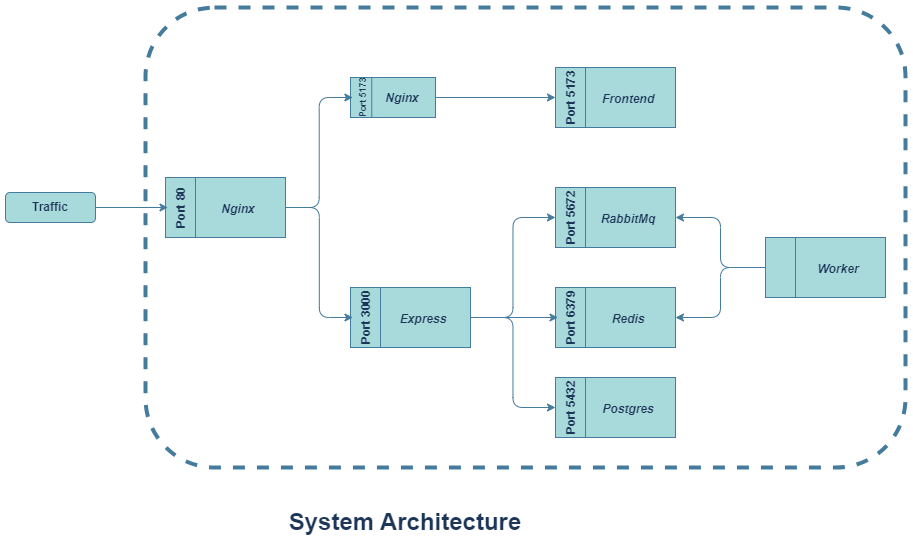 Traffic
Port 80
Nginx
Port 5173
Nginx
Port 5173
Frontend
Port 3000
Express
Port 5672
RabbitMq
Port 6379
Redis
Port 5432
Postgres
Worker
System Architecture